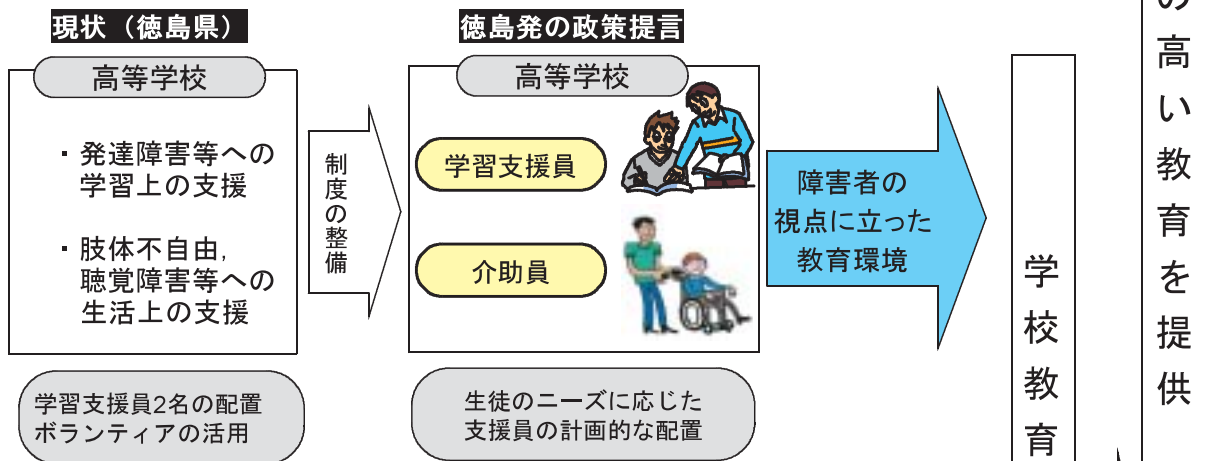 現状（徳島県）
高等学校
・発達障害等への
学習上の支援
・肢体不自由，
聴覚障害等への
生活上の支援
学習支援員2名の配置
ボランティアの活用
制度の整備
徳島発の政策提言
高等学校
学習支援員
介助員
生徒のニーズに応じた
支援員の計画的な配置
障害者の
視点に立った
教育環境
学校教育
の高い教育を提供